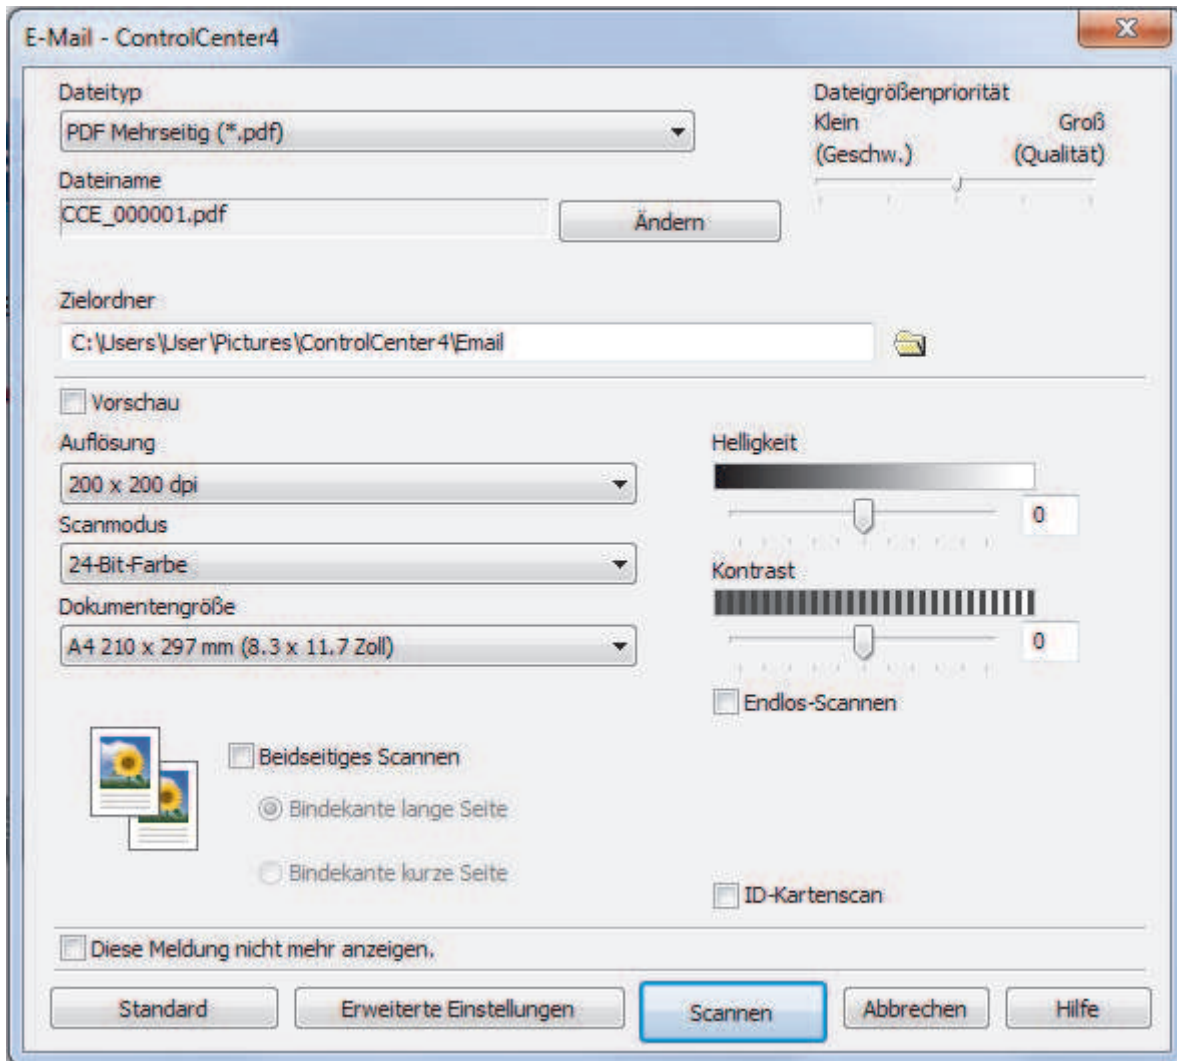 E-Mail - ControlCenter4
Dateityp
PDF Mehrseitig (*.pdf)
Dateigrößenpriorität
Klein Groß
(Geschw.) (Qualität)
Dateiname
CCE_000001.pdf
Ändern
Zielordner
C:\Users\User\Pictures\ControlCenter4\Email
Vorschau
Auflösung
200 x 200 dpi
Scanmodus
24-Bit-Farbe
Dokumentengröße
A4 210 x 297 mm (8.3 x 11.7 Zoll)
Helligkeit
0
Kontrast
0
Endlos-Scannen
Beidseitiges Scannen
Bindekante lange Seite
Bindekante kurze Seite
ID-Kartenscan
Diese Meldung nicht mehr anzeigen.
Standard Erweiterte Einstellungen Scannen Abbrechen Hilfe